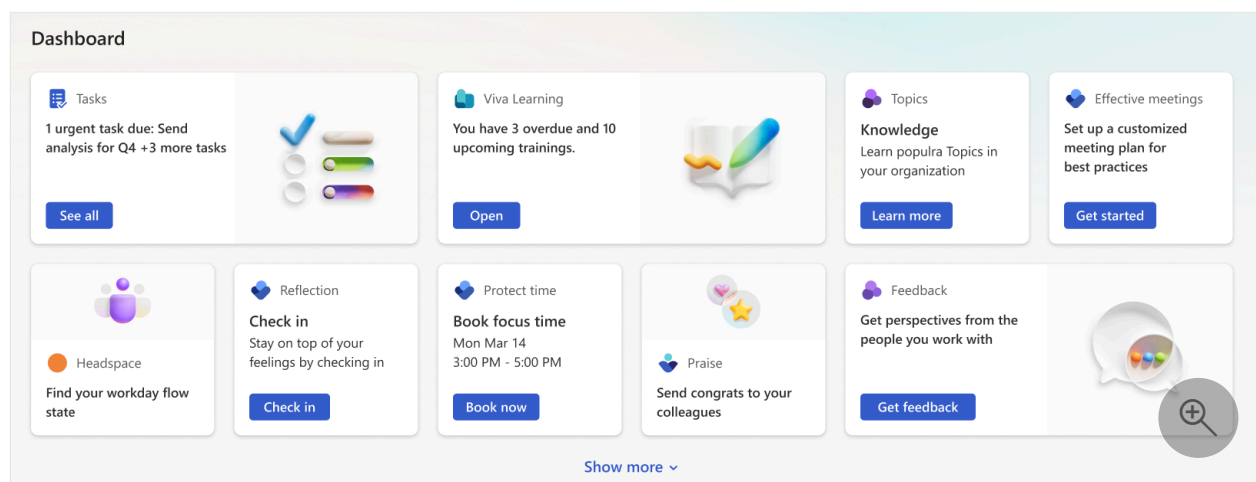 Dashboard
Tasks
1 urgent task due: Send
analysis for Q4 +3 more tasks
See all
Viva Learning
You have 3 overdue and 10
upcoming trainings.
Open
Topics
Knowledge
Learn populra Topics in
your organization
Learn more
Effective meetings
Set up a customized
meeting plan for
best practices
Get started
Headspace
Find your workday flow
state
Reflection
Check in
Stay on top of your
feelings by checking in
Check in
Protect time
Book focus time
Mon Mar 14
3:00 PM - 5:00 PM
Book now
Praise
Send congrats to your
colleagues
Feedback
Get perspectives from the
people you work with
Get feedback
Show more